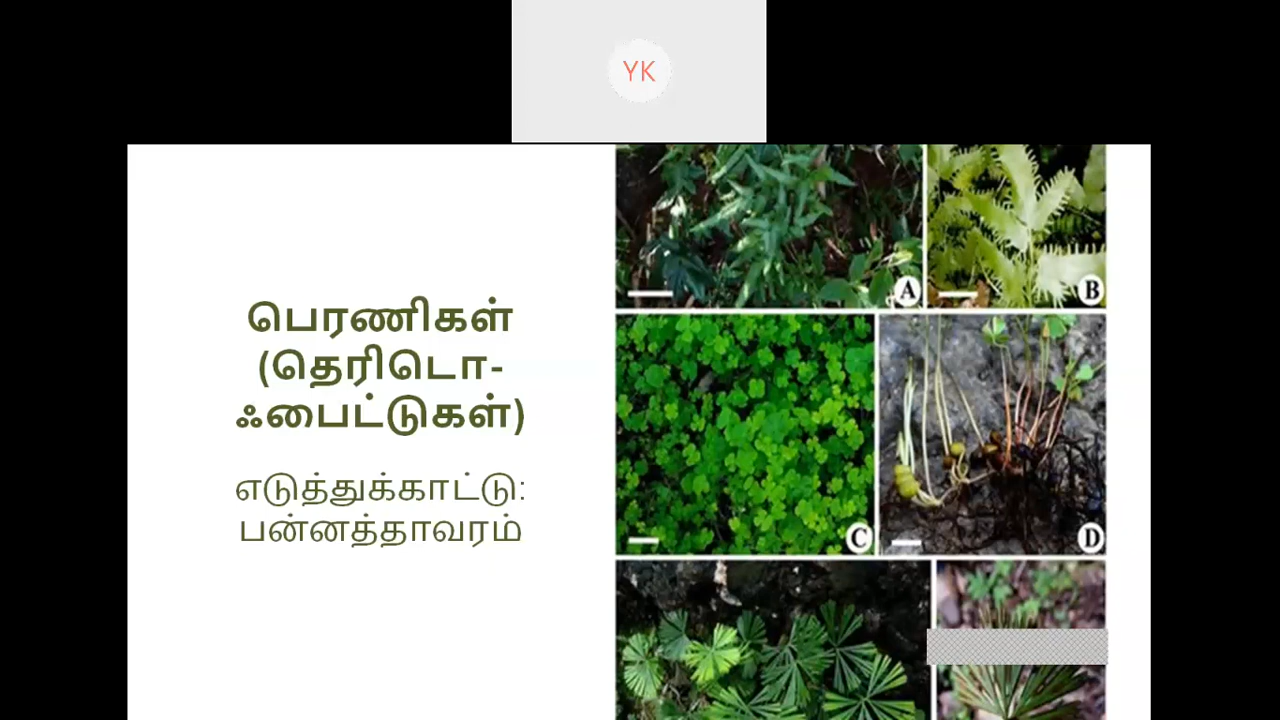 YK
பெரணிகள்
(தெரிடொ-
ஃபைட்டுகள்)
எடுத்துக்காட்டு:
பன்னத்தாவரம்
A
B
C
D